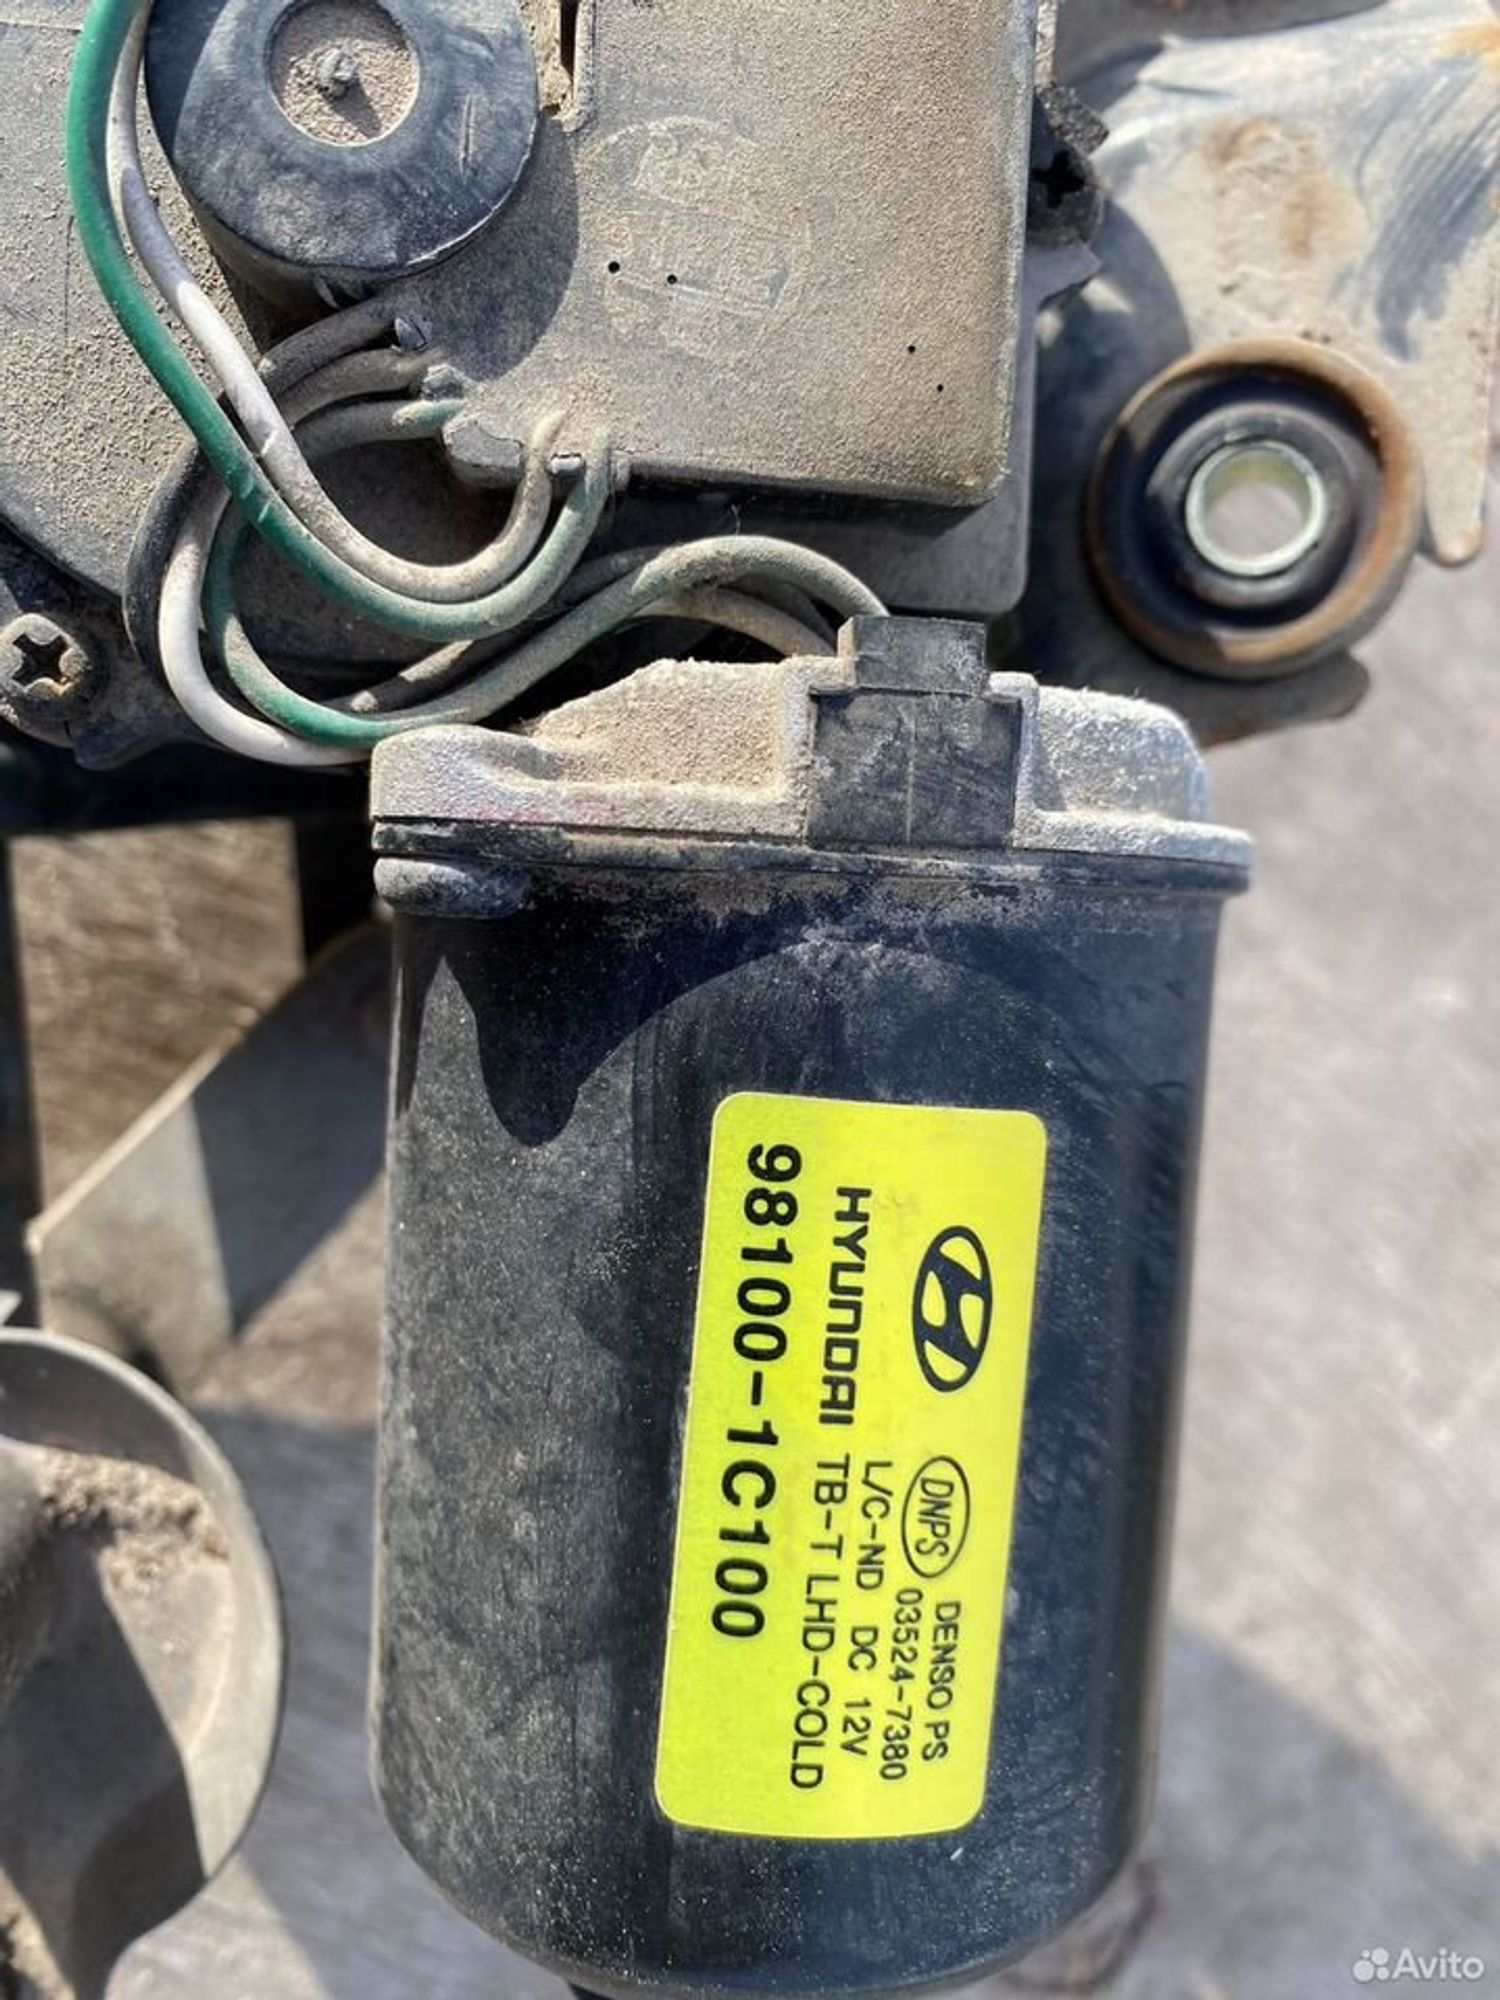 DENSO PS
DNPS 03524-7380
L/C-ND DC 12V
HYUNDAI TB-T LHD-COLD
98100-1C100
Avito